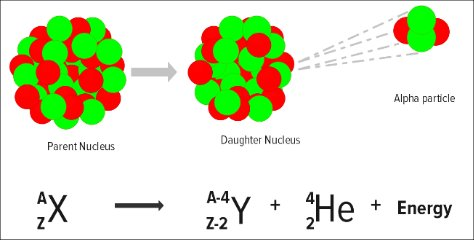 Alpha particle
Parent Nucleus
Daughter Nucleus
A
Z X A-4
Z-2 Y + 4
2 He + Energy